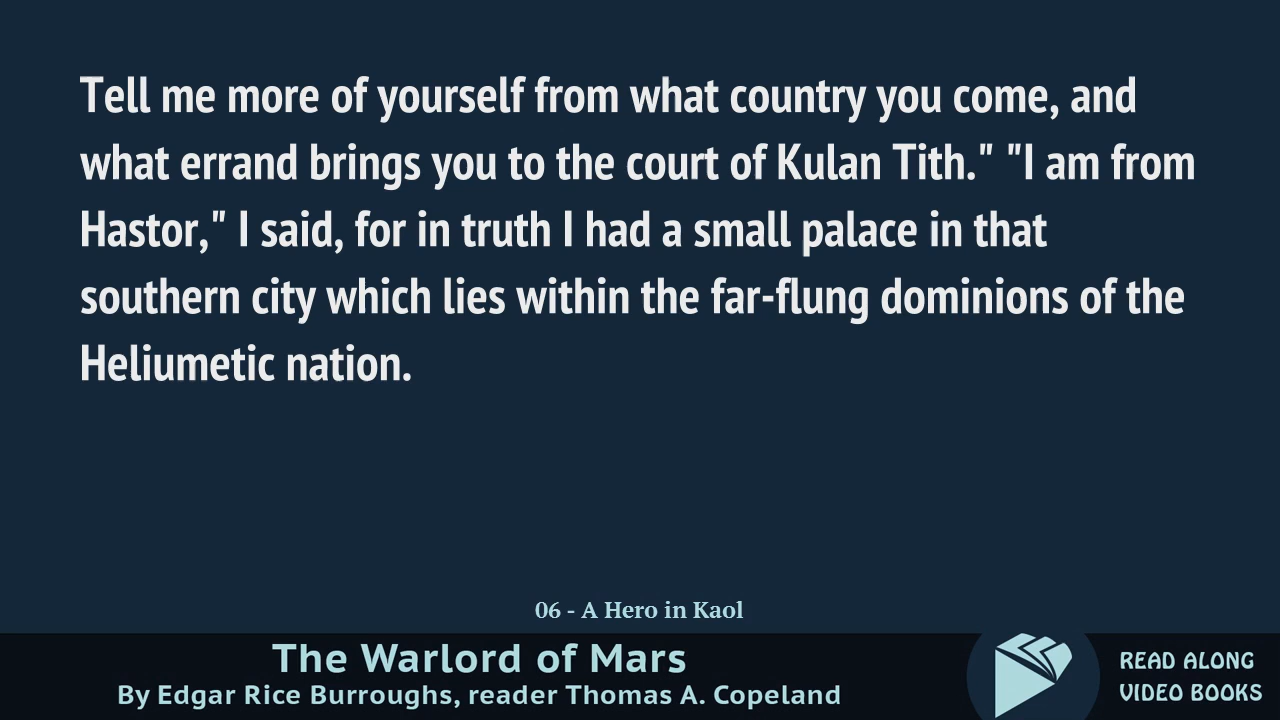 Tell me more of yourself from what country you come, and
what errand brings you to the court of Kulan Tith." "I am from
Hastor," I said, for in truth I had a small palace in that
southern city which lies within the far-flung dominions of the
Heliumetic nation.
06 - A Hero in Kaol
The Warlord of Mars
By Edgar Rice Burroughs, reader Thomas A. Copeland
READ ALONG
VIDEO BOOKS